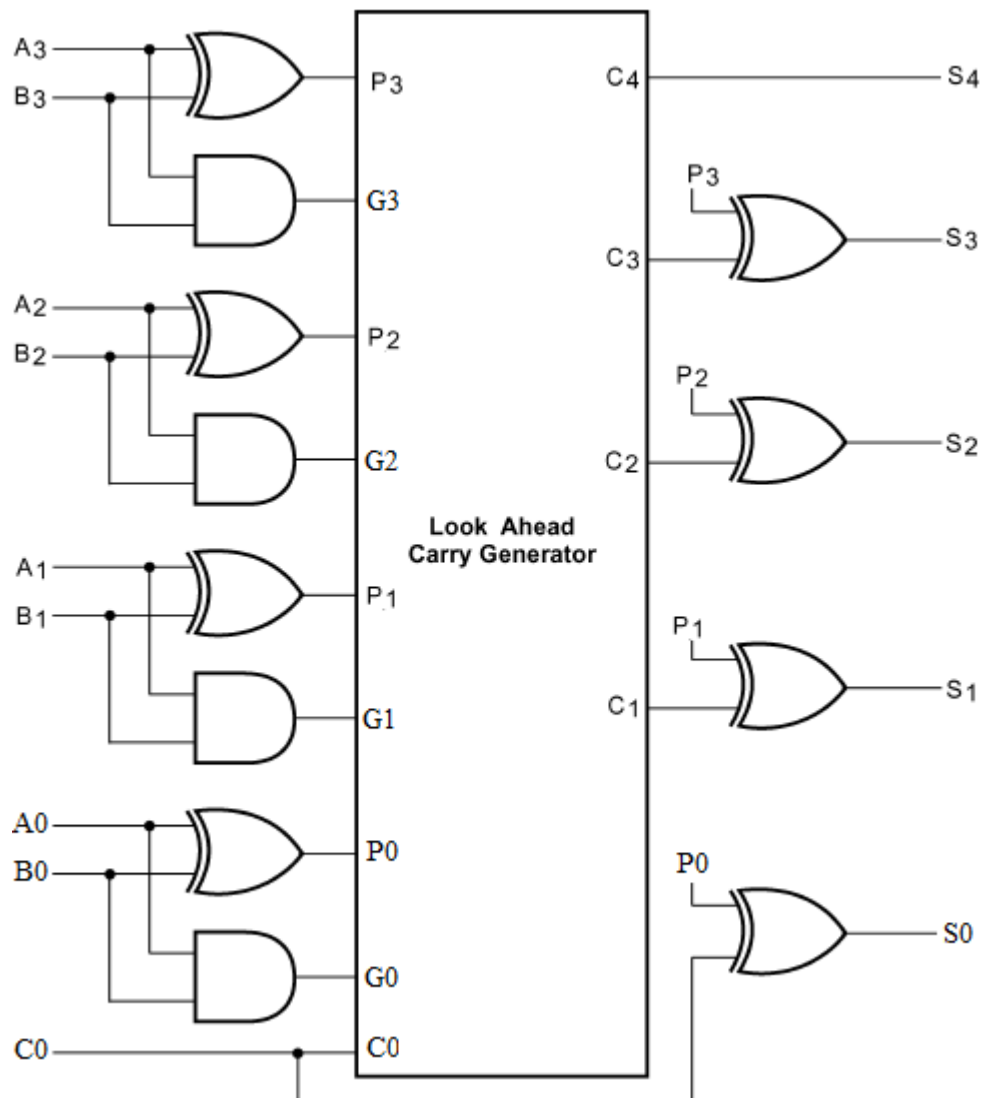 A3
B3
P3
G3
C4
S4
P3
C3
S3
A2
B2
P2
G2
P2
C2
S2
Look Ahead
Carry Generator
A1
B1
P1
G1
P1
C1
S1
A0
B0
P0
G0
P0
S0
C0
C0